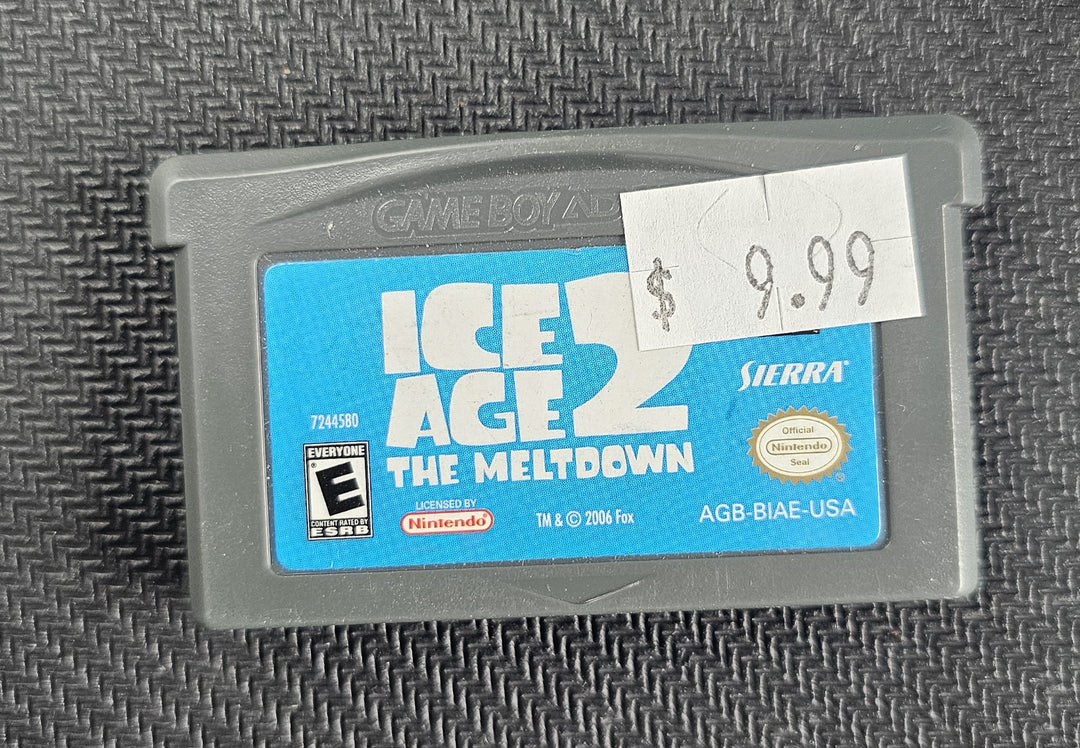 GAME BOY AD
$ 9.99
ICE
AGE 2
THE MELTDOWN
SIERRA®
7244580
EVERYONE
E®
CONTENT RATED BY
ESRB
LICENSED BY
Nintendo®
TM & © 2006 Fox
Official
Nintendo
Seal
®
AGB-BIAE-USA